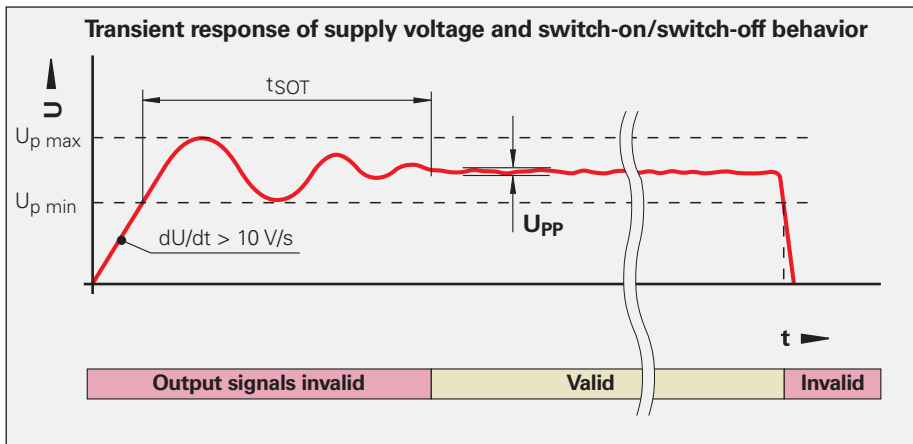 Transient response of supply voltage and switch-on/switch-off behavior
U
tSOT
Up max
Up min
UPP
dU/dt > 10 V/s
t
Output signals invalid
Valid
Invalid